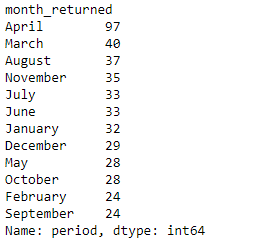 month_returned
April 97
March 40
August 37
November 35
July 33
June 33
January 32
December 29
May 28
October 28
February 24
September 24
Name: period, dtype: int64